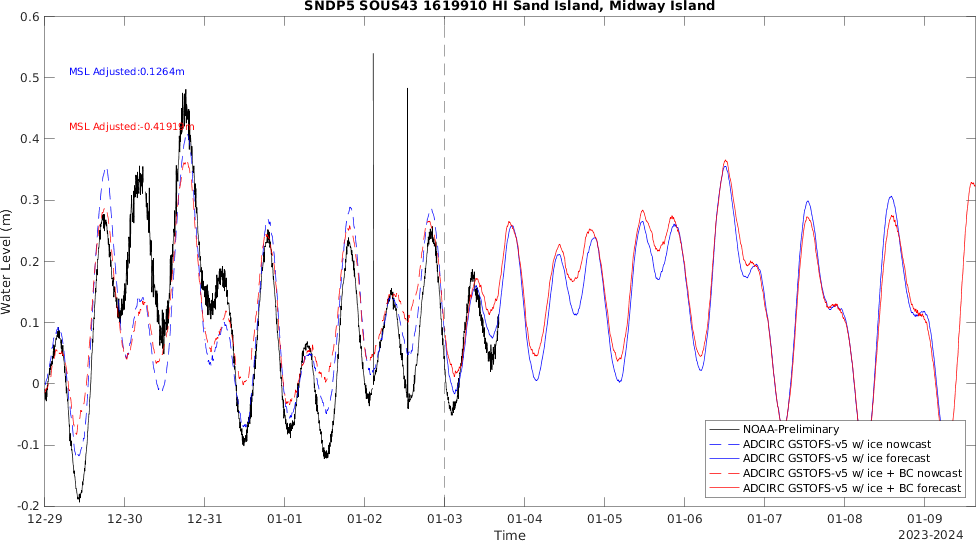 SNDP5 SOUS43 1619910 HI Sand Island, Midway Island
Water Level (m)
0.6
0.5
0.4
0.3
0.2
0.1
0
-0.1
-0.2
MSL Adjusted:0.1264m
MSL Adjusted:-0.41919m
NOAA-Preliminary
ADCIRC GSTOFS-v5 w/ ice nowcast
ADCIRC GSTOFS-v5 w/ ice forecast
ADCIRC GSTOFS-v5 w/ ice + BC nowcast
ADCIRC GSTOFS-v5 w/ ice + BC forecast
12-29 12-30 12-31 01-01 01-02 01-03 01-04 01-05 01-06 01-07 01-08 01-09
Time
2023-2024